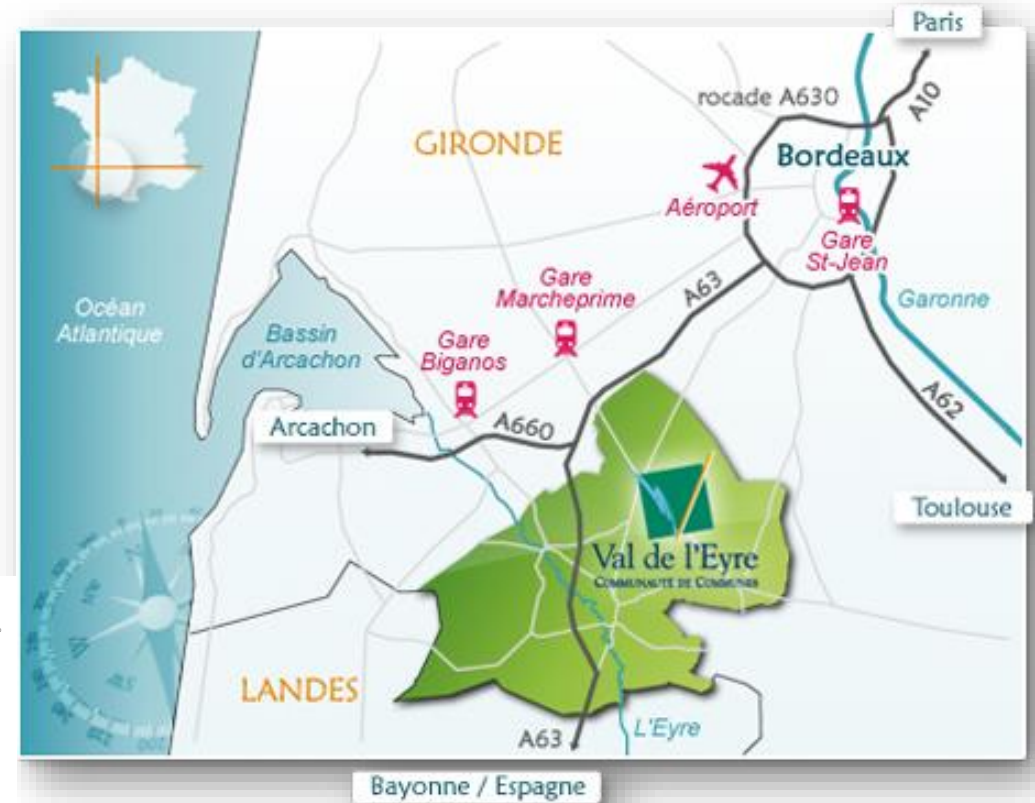 Paris
rocade A630
A10
GIRONDE
Bordeaux
Aéroport
Gare
St-Jean
Gare
Marcheprime
A63
Garonne
Océan
Atlantique
Bassin
d'Arcachon
Gare
Biganos
A62
Arcachon
A660
Toulouse
Val de l'Eyre
COMMUNAUTÉ DE COMMUNES
LANDES
L'Eyre
A63
Bayonne / Espagne